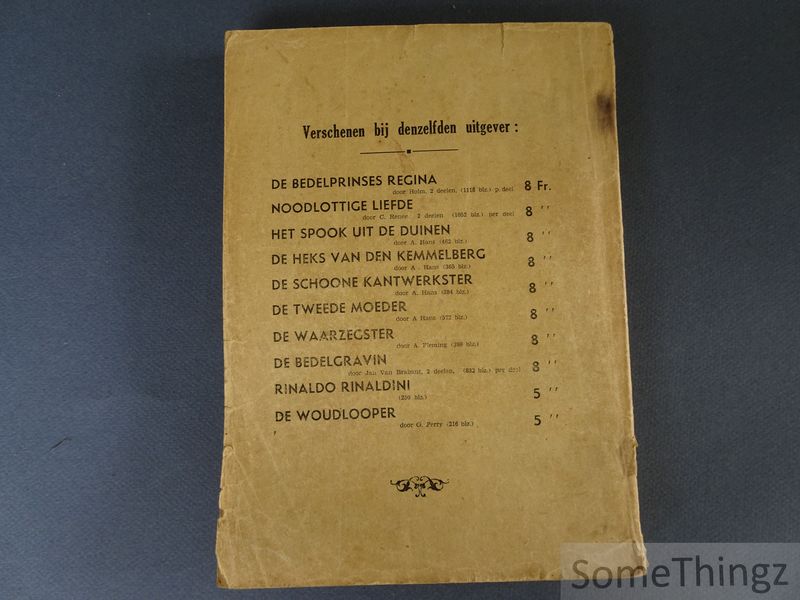 Verschenen bij denzelfden uitgever :
DE BEDELPRINSES REGINA
door Holm, 2 deelen, (1118 blz.) p. deel 8 Fr.
NOODLOTTIGE LIEFDE
door C. Renee 2 deelen (1052 blz.) per deel 8 ''
HET SPOOK UIT DE DUINEN
door A. Hans (462 blz.) 8 ''
DE HEKS VAN DEN KEMMELBERG
door A . Hans (365 blz.) 8 ''
DE SCHOONE KANTWERKSTER
door A. Hans (284 blz.) 8 ''
DE TWEEDE MOEDER
door A Hans (572 blz.) 8 ''
DE WAARZEGSTER
door A. Fleming (288 blz.) 8 ''
DE BEDELGRAVIN
door Jan Van Brabant, 2 deelen, (832 blz.) per deel 8 ''
RINALDO RINALDINI
(250 blz.) 5 ''
DE WOUDLOOPER
door G. Ferry (216 blz.) 5 ''
SomeThingz